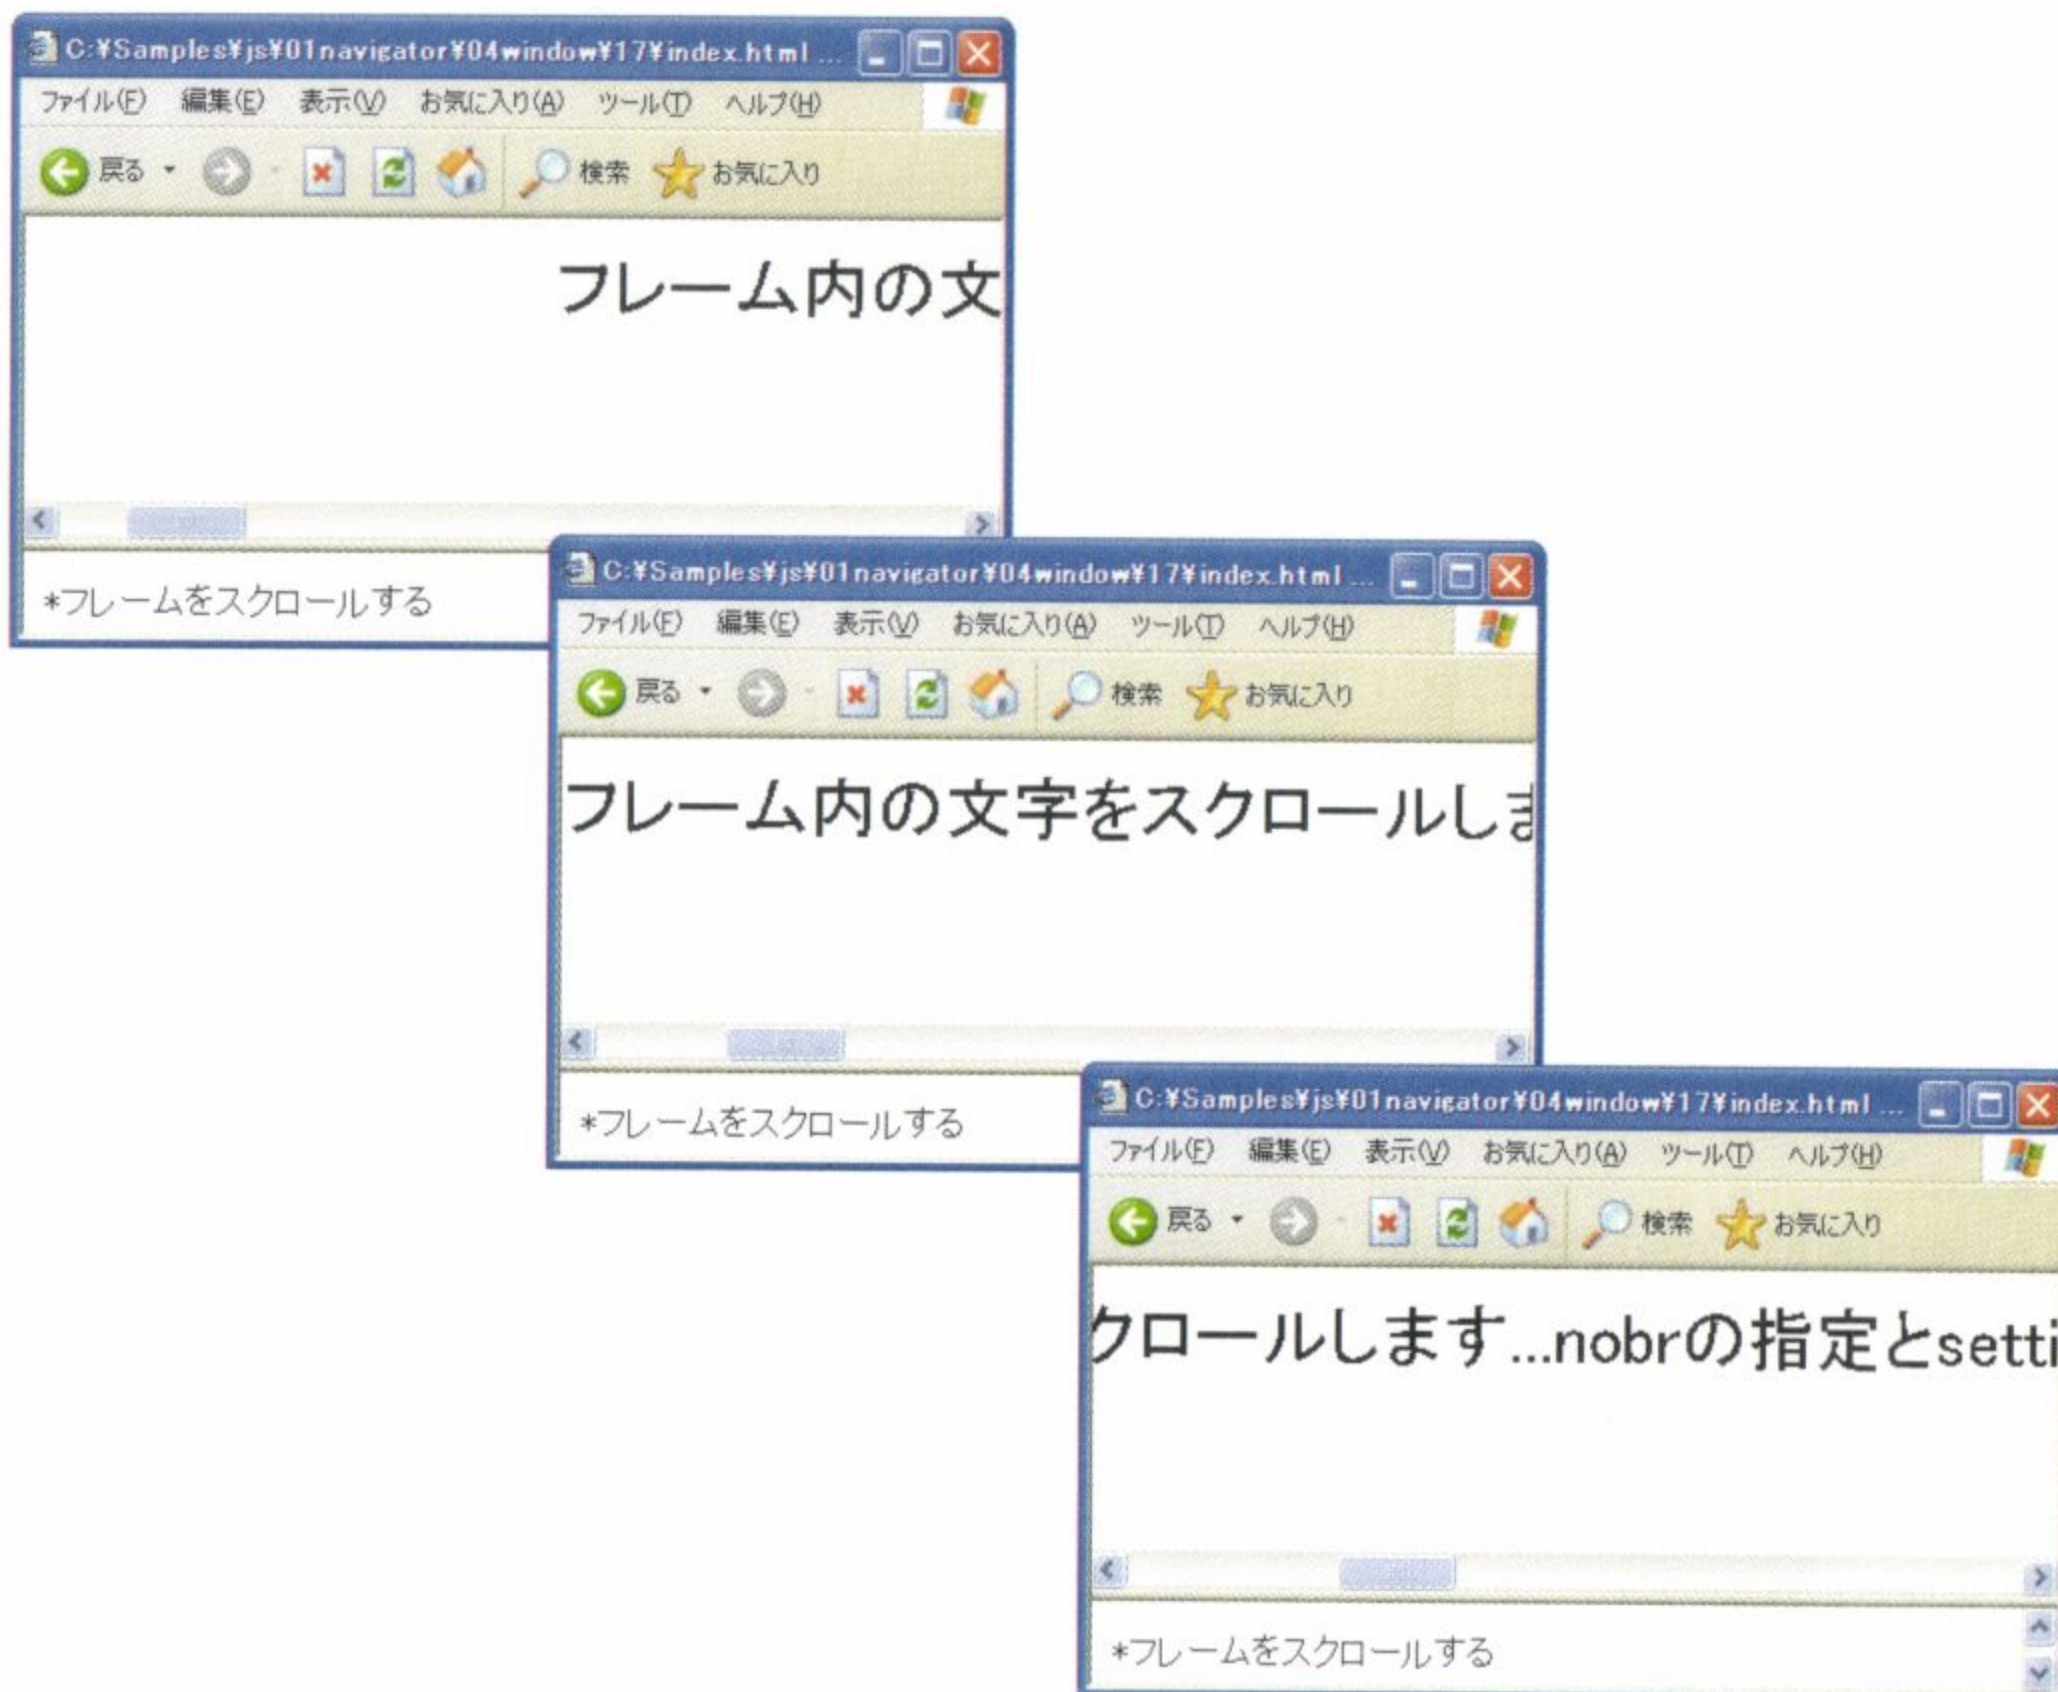 C:¥Samples¥js¥01navigator¥04window¥17¥index.html ...
ファイル(F) 編集(E) 表示(V) お気に入り(A) ツール(T) ヘルプ(H)
戻る 検索 お気に入り
フレーム内の文
*フレームをスクロールする
C:¥Samples¥js¥01navigator¥04window¥17¥index.html ...
ファイル(F) 編集(E) 表示(V) お気に入り(A) ツール(T) ヘルプ(H)
戻る 検索 お気に入り
フレーム内の文字をスクロールしま
*フレームをスクロールする
C:¥Samples¥js¥01navigator¥04window¥17¥index.html ...
ファイル(F) 編集(E) 表示(V) お気に入り(A) ツール(T) ヘルプ(H)
戻る 検索 お気に入り
クロールします...nobrの指定とsetti
*フレームをスクロールする